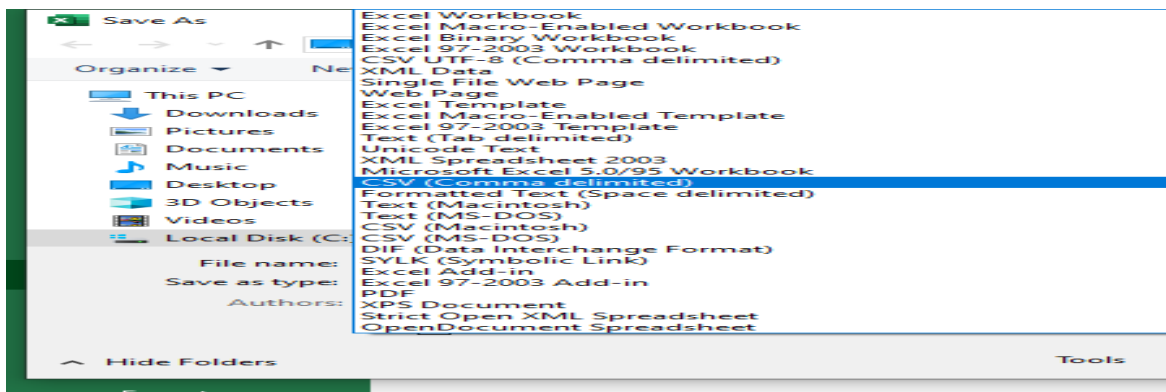 Save As
Organize
Ne
This PC
Downloads
Pictures
Documents
Music
Desktop
3D Objects
Videos
Local Disk (C:
File name:
Save as type:
Authors:
Excel Workbook
Excel Macro-Enabled Workbook
Excel Binary Workbook
Excel 97-2003 Workbook
CSV UTF-8 (Comma delimited)
XML Data
Single File Web Page
Web Page
Excel Template
Excel Macro-Enabled Template
Excel 97-2003 Template
Text (Tab delimited)
Unicode Text
XML Spreadsheet 2003
Microsoft Excel 5.0/95 Workbook
CSV (Comma delimited)
Formatted Text (Space delimited)
Text (Macintosh)
Text (MS-DOS)
CSV (Macintosh)
CSV (MS-DOS)
DIF (Data Interchange Format)
SYLK (Symbolic Link)
Excel Add-in
Excel 97-2003 Add-in
PDF
XPS Document
Strict Open XML Spreadsheet
OpenDocument Spreadsheet
Hide Folders
Tools